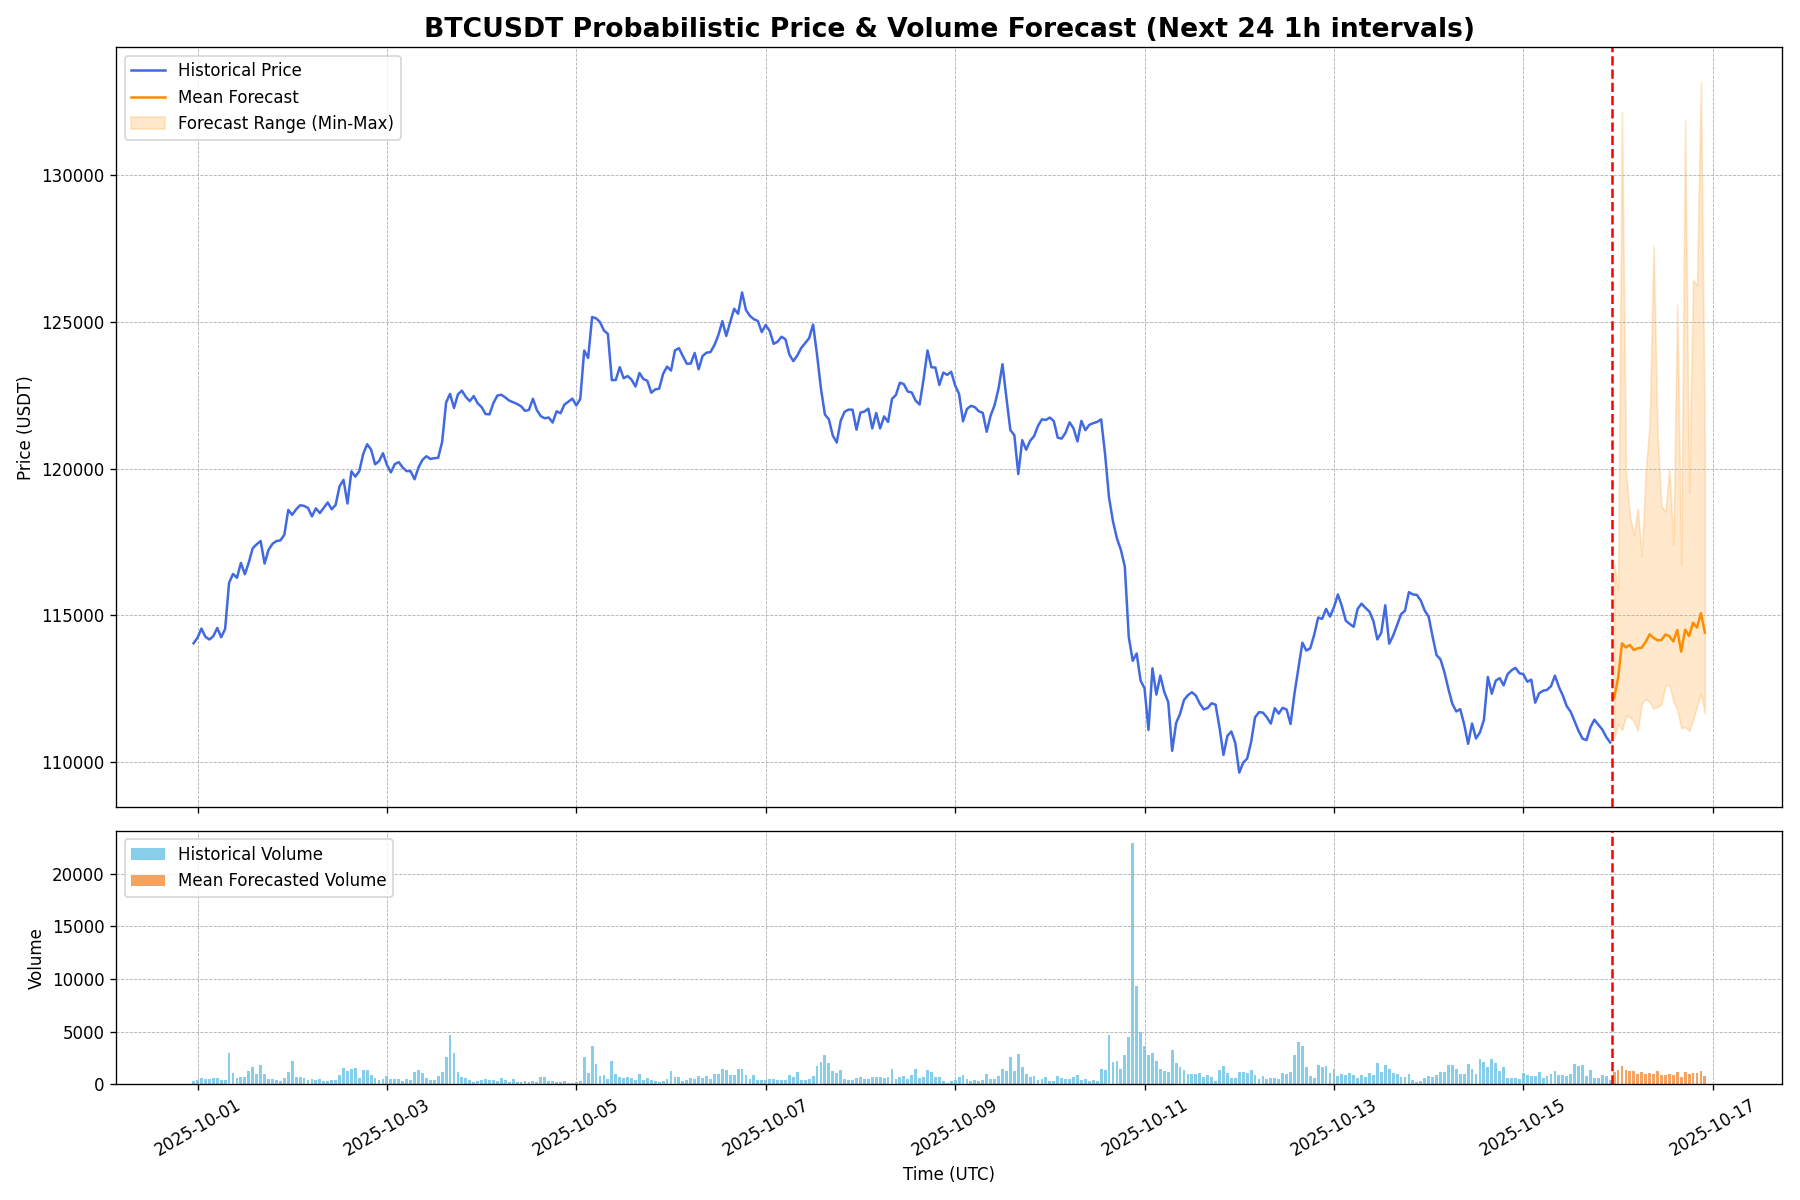 BTCUSDT Probabilistic Price & Volume Forecast (Next 24 1h intervals)
Historical Price
Mean Forecast
Forecast Range (Min-Max)
130000
125000
120000
115000
110000
Price (USDT)
Historical Volume
Mean Forecasted Volume
20000
15000
10000
5000
0
Volume
2025-10-01
2025-10-03
2025-10-05
2025-10-07
2025-10-09
2025-10-11
2025-10-13
2025-10-15
2025-10-17
Time (UTC)